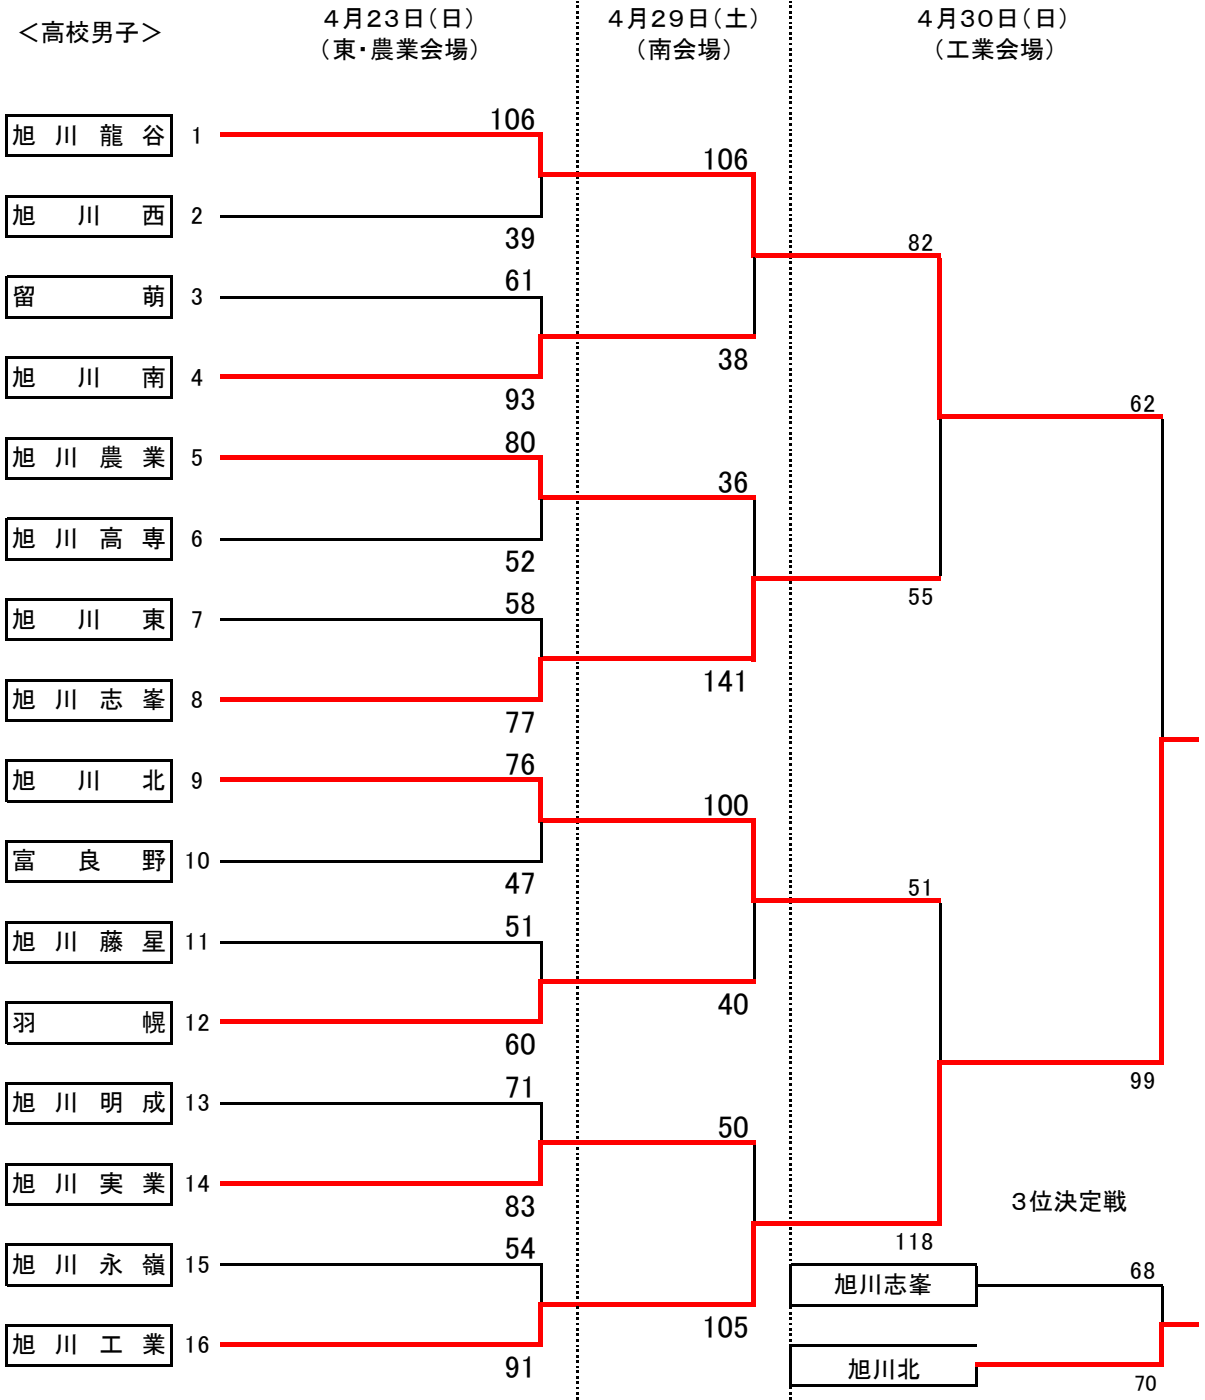 ＜高校男子＞
4月23日(日)
(東・農業会場)
4月29日(土)
(南会場)
4月30日(日)
(工業会場)
旭川龍谷 1 106
106
旭川西 2
39
82
留萌 3 61
38
旭川南 4
93
62
旭川農業 5 80
36
旭川高専 6
52
55
旭川東 7 58
141
旭川志峯 8
77
旭川北 9 76
100
富良野 10
47
51
旭川藤星 11 51
40
羽幌 12
60
99
旭川明成 13 71
50
旭川実業 14
83
3位決定戦
118
旭川永嶺 15 54
旭川志峯 68
105
旭川工業 16
91
旭川北
70